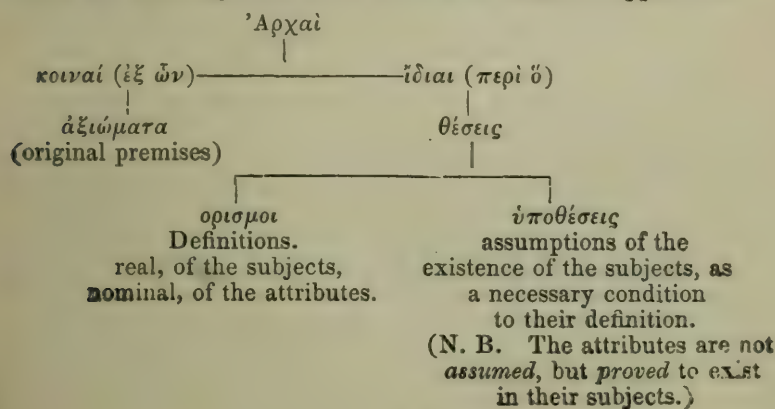 Ἀρχαὶ
κοιναί (ἐξ ὧν) ἴδιαι (περὶ ὅ)
ἀξιώματα θέσεις
(original premises)
ορισμοι ὑποθέσεις
Definitions. assumptions of the
real, of the subjects, existence of the subjects, as
nominal, of the attributes. a necessary condition
to their definition.
(N. B. The attributes are not
assumed, but proved to exist
in their subjects.)